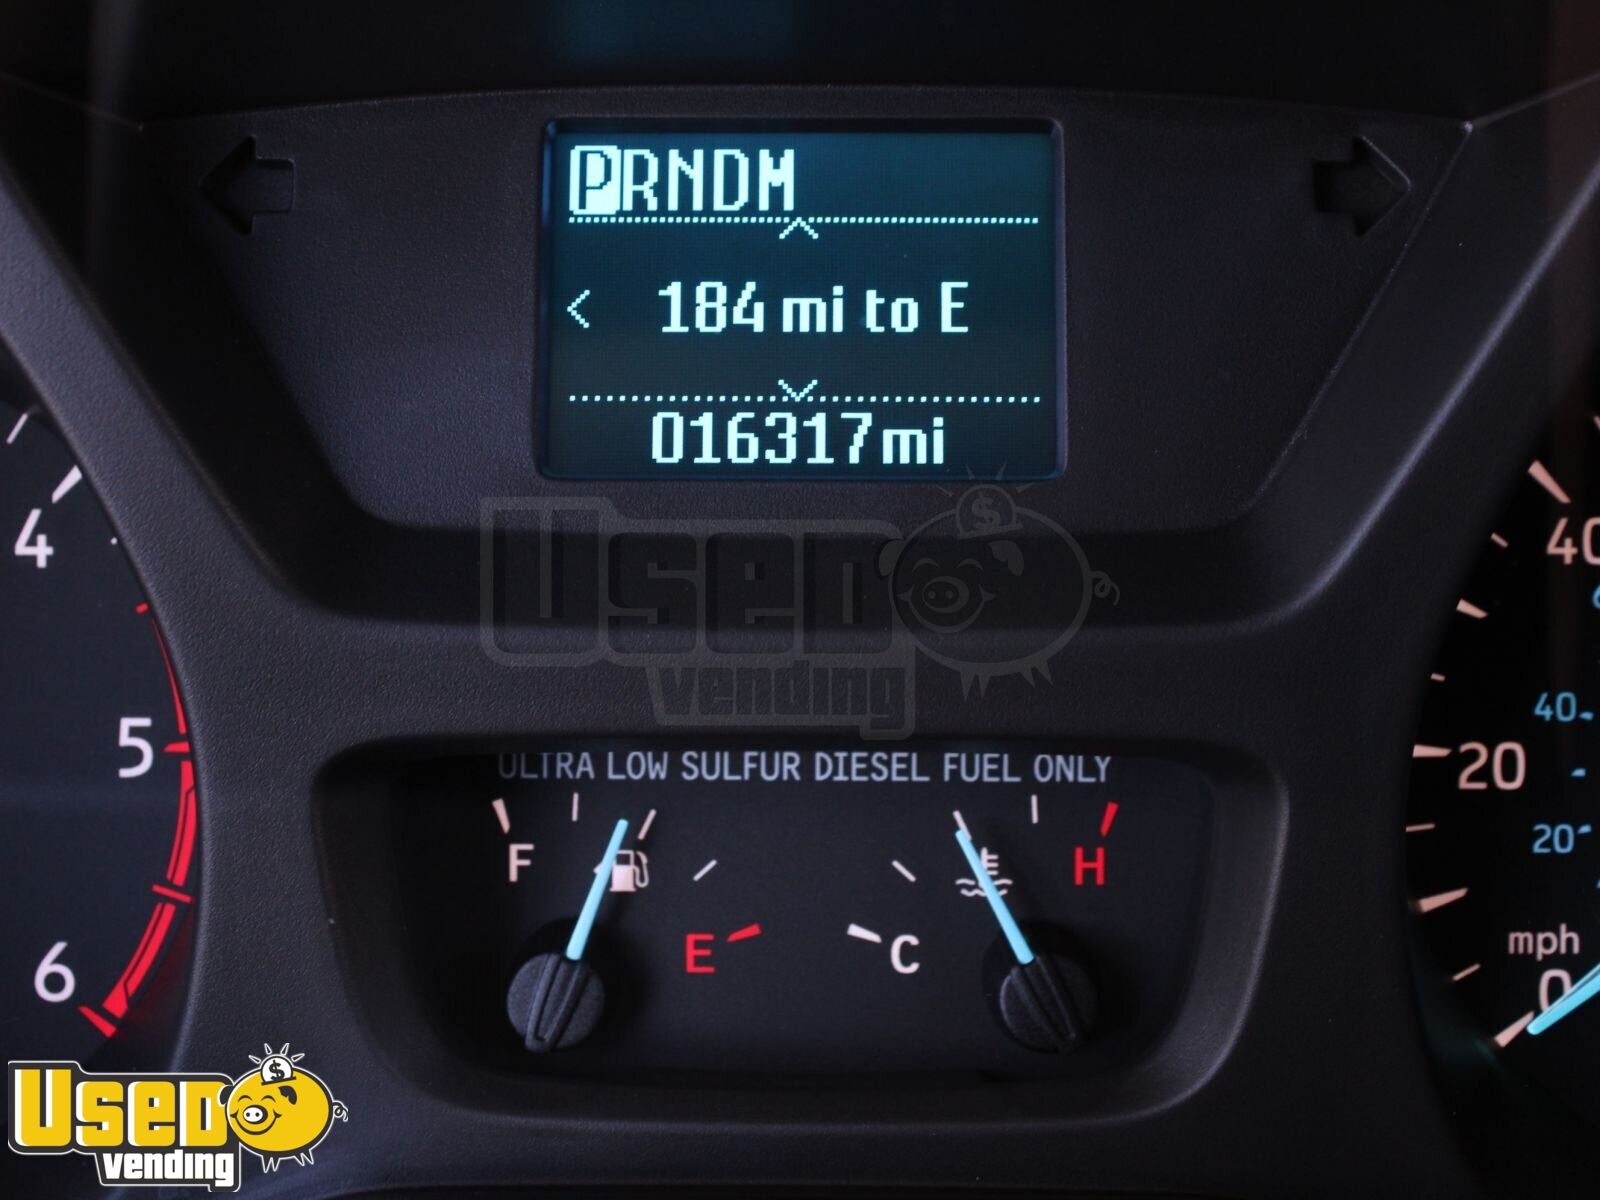 PRNDM
< 184 mi to E
016317mi
Used
vending
4
5
6
ULTRA LOW SULFUR DIESEL FUEL ONLY
F
E
C
H
40
40
20
20
mph
0
Used
vending